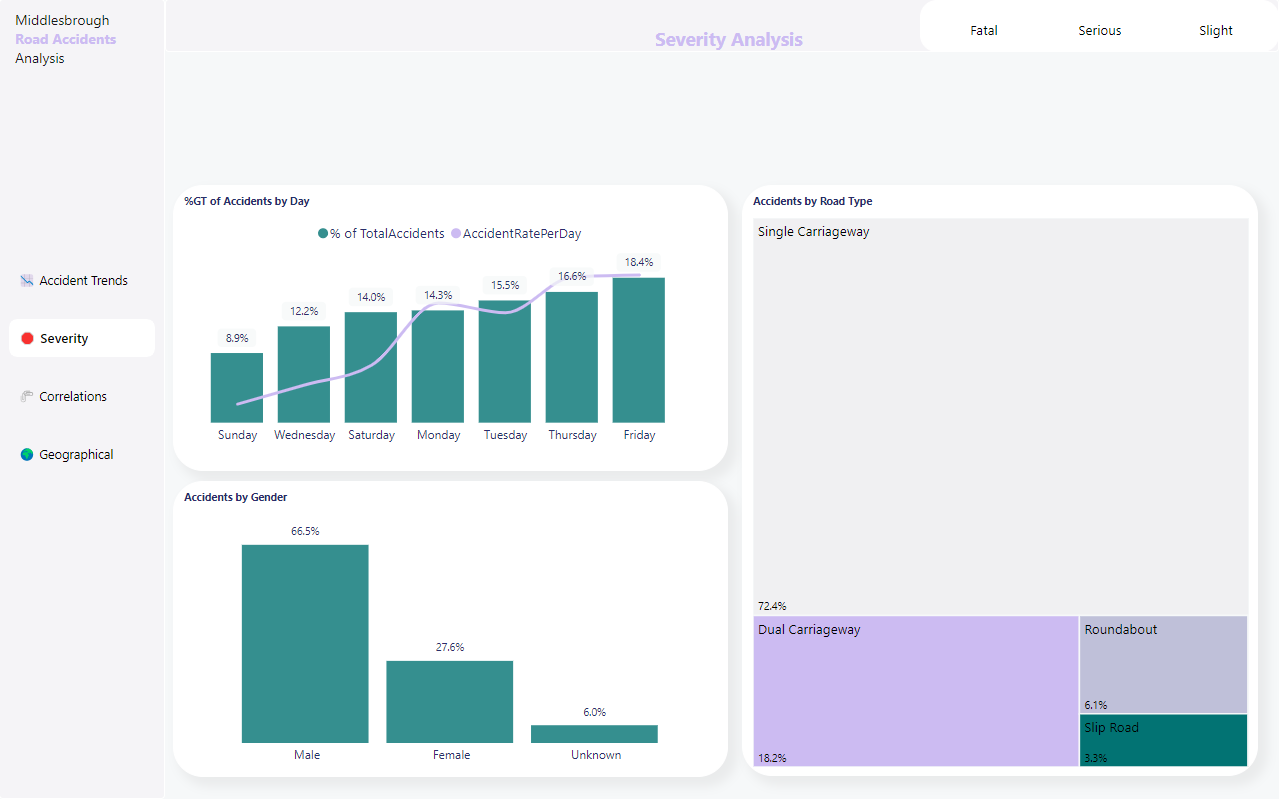 Middlesbrough
Road Accidents
Analysis
Severity Analysis
Fatal
Serious
Slight
Accident Trends
Severity
Correlations
Geographical
%GT of Accidents by Day
% of TotalAccidents
AccidentRatePerDay
8.9%
12.2%
14.0%
14.3%
15.5%
16.6%
18.4%
Sunday
Wednesday
Saturday
Monday
Tuesday
Thursday
Friday
Accidents by Gender
66.5%
27.6%
6.0%
Male
Female
Unknown
Accidents by Road Type
Single Carriageway
72.4%
Dual Carriageway
18.2%
Roundabout
6.1%
Slip Road
3.3%